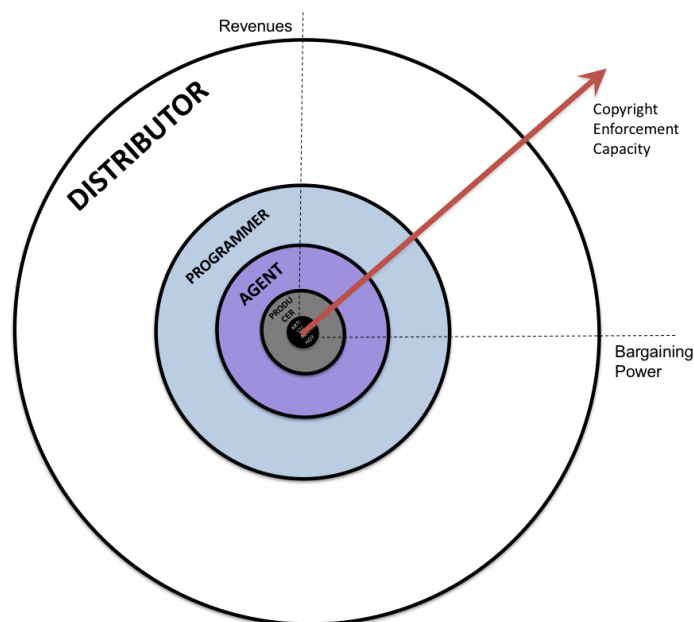 Revenues
Copyright
Enforcement
Capacity
DISTRIBUTOR
PROGRAMMER
AGENT
PRODU
CER
Bargaining
Power